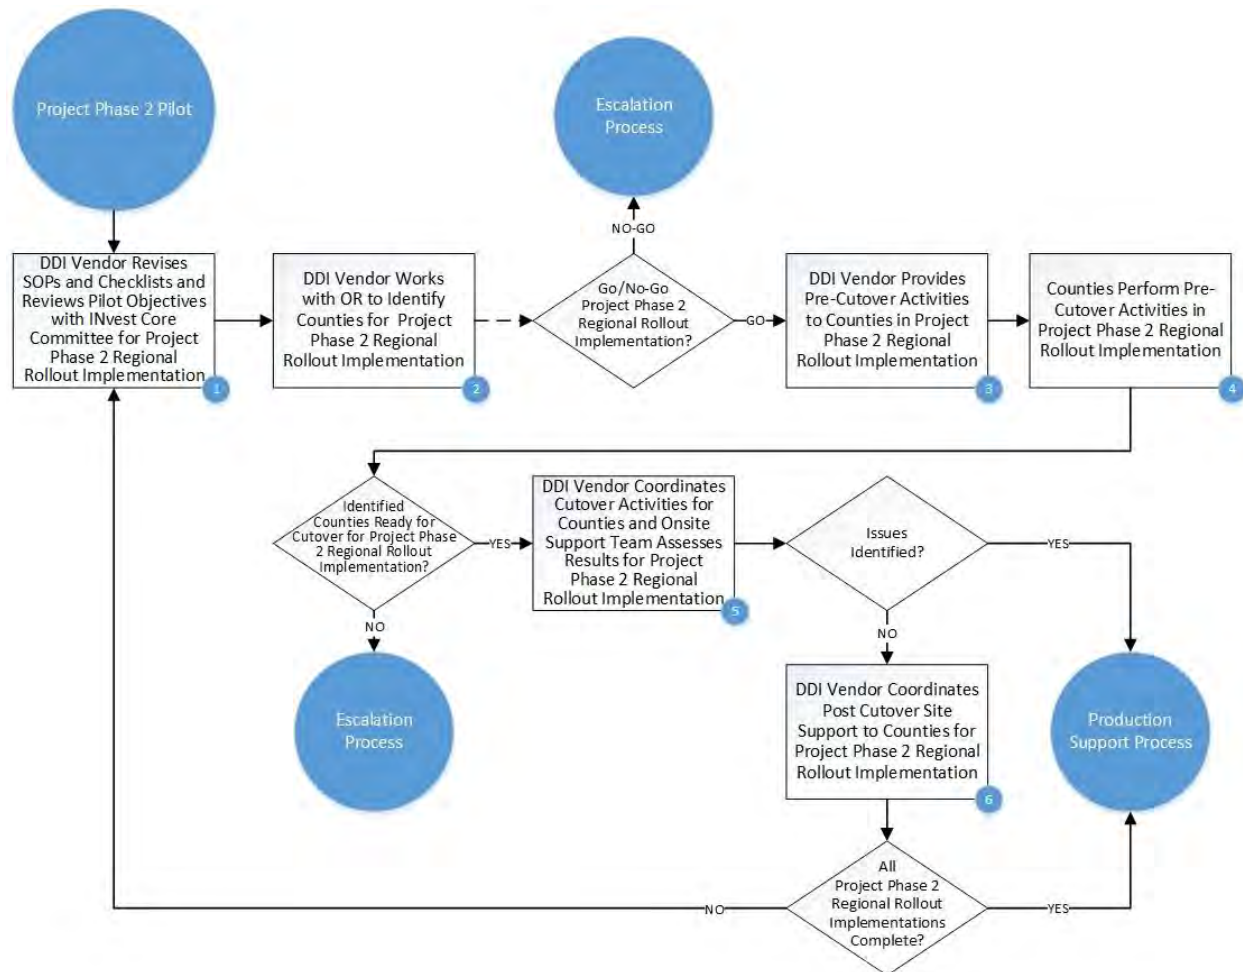 Project Phase 2 Pilot
Escalation
Process
NO-GO
DDI Vendor Revises
SOPs and Checklists and
Reviews Pilot Objectives
with INvest Core
Committee for Project
Phase 2 Regional
Rollout Implementation
1
DDI Vendor Works
with OR to Identify
Counties for Project
Phase 2 Regional
Rollout Implementation
2
Go/No-Go
Project Phase 2
Regional Rollout
Implementation?
GO
DDI Vendor Provides
Pre-Cutover Activities
to Counties in Project
Phase 2 Regional
Rollout Implementation
3
Counties Perform Pre-
Cutover Activities in
Project Phase 2 Regional
Rollout Implementation
4
Identified
Counties Ready for
Cutover for Project Phase
2 Regional Rollout
Implementation?
YES
DDI Vendor Coordinates
Cutover Activities for
Counties and Onsite
Support Team Assesses
Results for Project
Phase 2 Regional
Rollout Implementation
5
Issues
Identified?
YES
NO
NO
Escalation
Process
DDI Vendor Coordinates
Post Cutover Site
Support to Counties for
Project Phase 2 Regional
Rollout Implementation
6
Production
Support Process
All
Project Phase 2
Regional Rollout
Implementations
Complete?
NO
YES